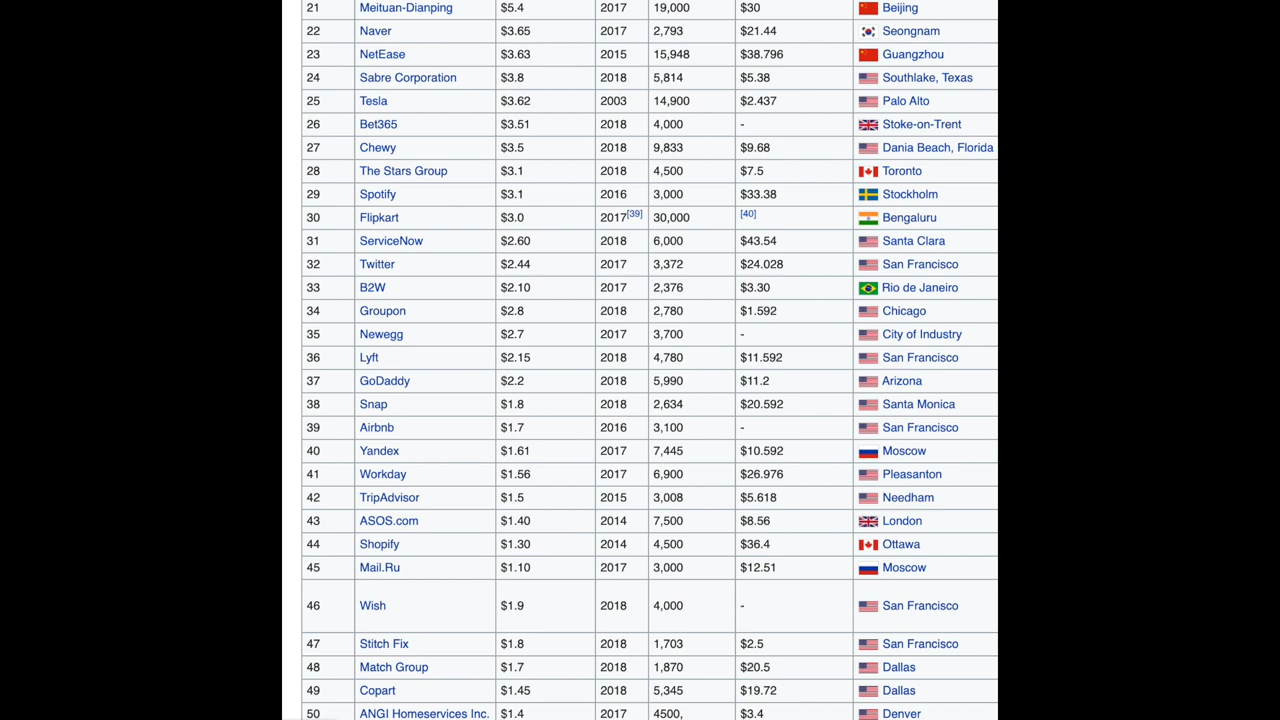 21 Meituan-Dianping $5.4 2017 19,000 $30 Beijing
22 Naver $3.65 2017 2,793 $21.44 Seongnam
23 NetEase $3.63 2015 15,948 $38.796 Guangzhou
24 Sabre Corporation $3.8 2018 5,814 $5.38 Southlake, Texas
25 Tesla $3.62 2003 14,900 $2.437 Palo Alto
26 Bet365 $3.51 2018 4,000 - Stoke-on-Trent
27 Chewy $3.5 2018 9,833 $9.68 Dania Beach, Florida
28 The Stars Group $3.1 2018 4,500 $7.5 Toronto
29 Spotify $3.1 2016 3,000 $33.38 Stockholm
30 Flipkart $3.0 2017[39] 30,000 [40] Bengaluru
31 ServiceNow $2.60 2018 6,000 $43.54 Santa Clara
32 Twitter $2.44 2017 3,372 $24.028 San Francisco
33 B2W $2.10 2017 2,376 $3.30 Rio de Janeiro
34 Groupon $2.8 2018 2,780 $1.592 Chicago
35 Newegg $2.7 2017 3,700 - City of Industry
36 Lyft $2.15 2018 4,780 $11.592 San Francisco
37 GoDaddy $2.2 2018 5,990 $11.2 Arizona
38 Snap $1.8 2018 2,634 $20.592 Santa Monica
39 Airbnb $1.7 2016 3,100 - San Francisco
40 Yandex $1.61 2017 7,445 $10.592 Moscow
41 Workday $1.56 2017 6,900 $26.976 Pleasanton
42 TripAdvisor $1.5 2015 3,008 $5.618 Needham
43 ASOS.com $1.40 2014 7,500 $8.56 London
44 Shopify $1.30 2014 4,500 $36.4 Ottawa
45 Mail.Ru $1.10 2017 3,000 $12.51 Moscow
46 Wish $1.9 2018 4,000 - San Francisco
47 Stitch Fix $1.8 2018 1,703 $2.5 San Francisco
48 Match Group $1.7 2018 1,870 $20.5 Dallas
49 Copart $1.45 2018 5,345 $19.72 Dallas
50 ANGI Homeservices Inc. $1.4 2017 4500, $3.4 Denver